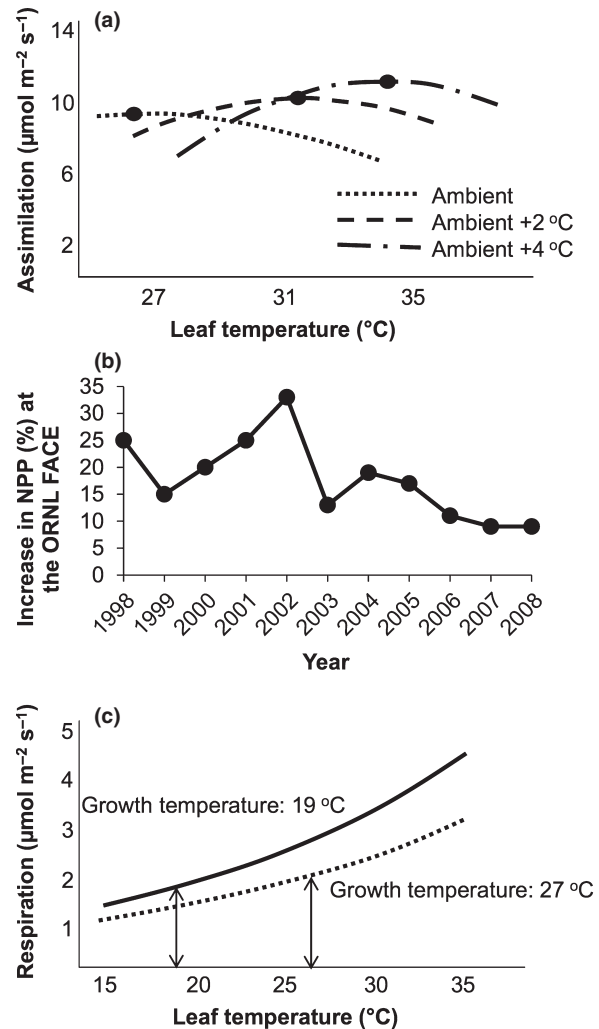 (a)
14
10
6
2
Assimilation (µmol m⁻² s⁻¹)
Ambient
Ambient +2 °C
Ambient +4 °C
27 31 35
Leaf temperature (°C)
(b)
35
30
25
20
15
10
5
0
Increase in NPP (%) at
the ORNL FACE
1998 1999 2000 2001 2002 2003 2004 2005 2006 2007 2008
Year
(c)
5
4
3
2
1
Respiration (µmol m⁻² s⁻¹)
Growth temperature: 19 °C
Growth temperature: 27 °C
15 20 25 30 35
Leaf temperature (°C)